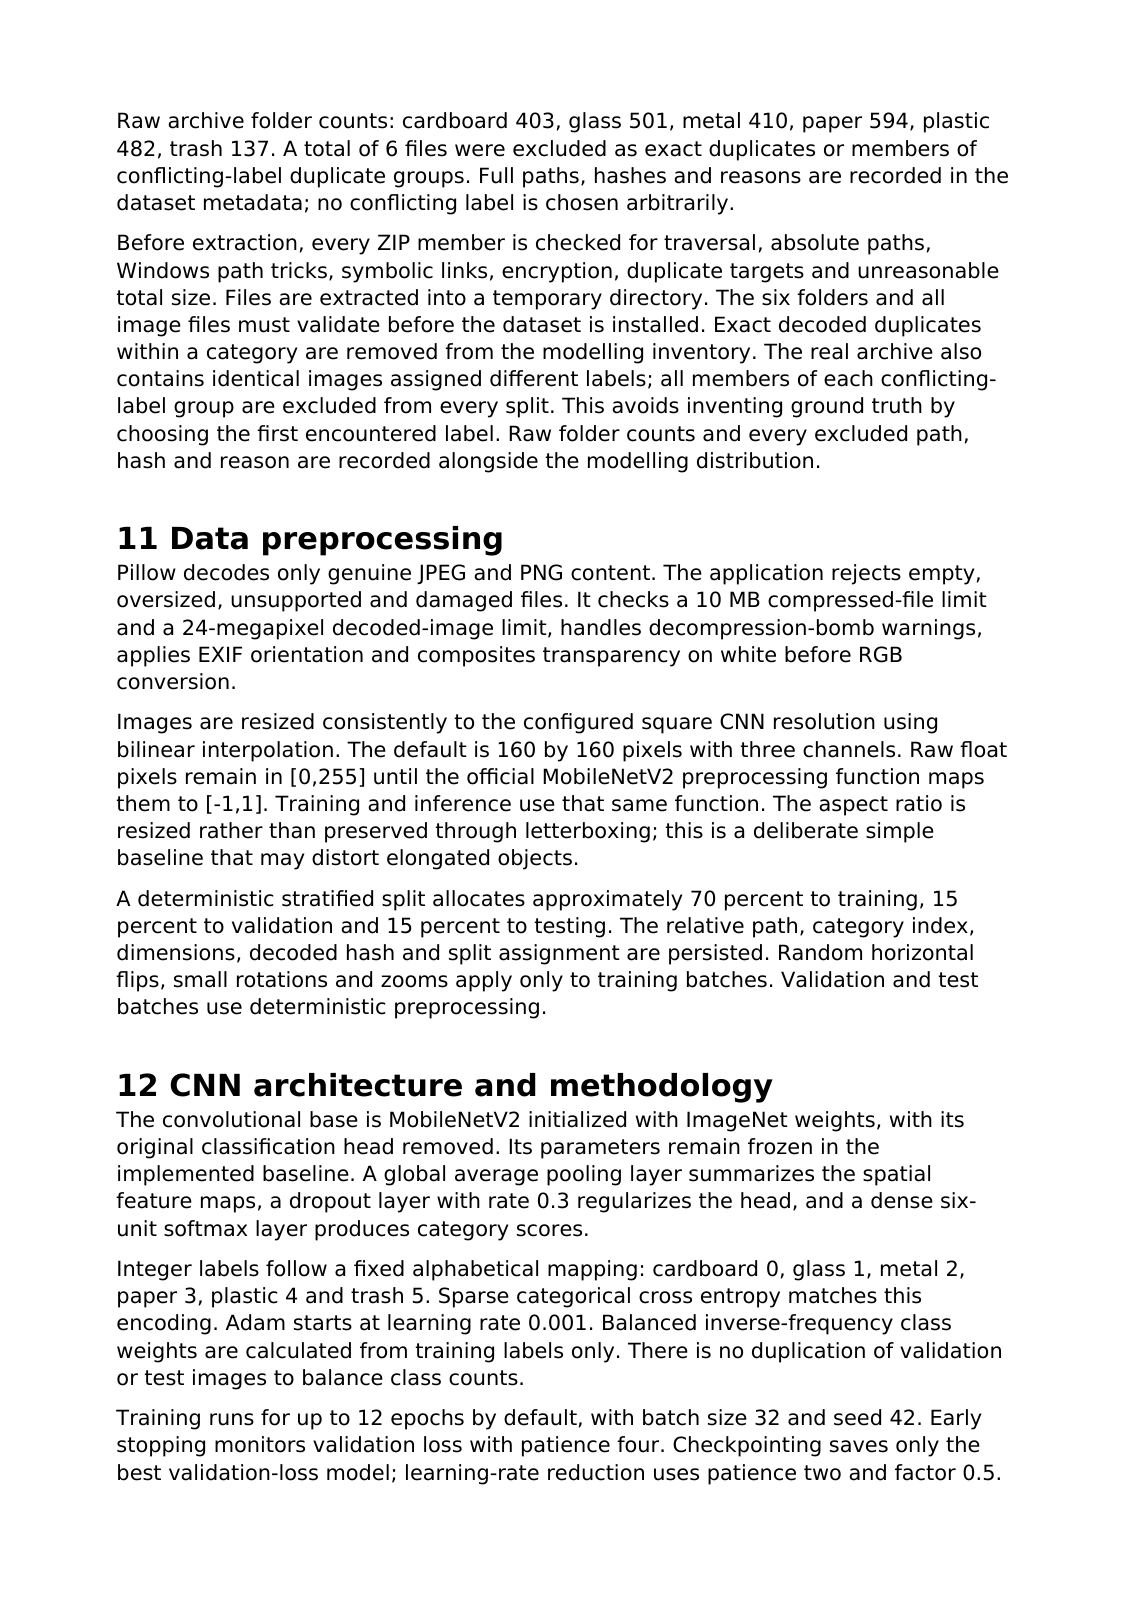 Raw archive folder counts: cardboard 403, glass 501, metal 410, paper 594, plastic
482, trash 137. A total of 6 files were excluded as exact duplicates or members of
conflicting-label duplicate groups. Full paths, hashes and reasons are recorded in the
dataset metadata; no conflicting label is chosen arbitrarily.
Before extraction, every ZIP member is checked for traversal, absolute paths,
Windows path tricks, symbolic links, encryption, duplicate targets and unreasonable
total size. Files are extracted into a temporary directory. The six folders and all
image files must validate before the dataset is installed. Exact decoded duplicates
within a category are removed from the modelling inventory. The real archive also
contains identical images assigned different labels; all members of each conflicting-
label group are excluded from every split. This avoids inventing ground truth by
choosing the first encountered label. Raw folder counts and every excluded path,
hash and reason are recorded alongside the modelling distribution.
11 Data preprocessing
Pillow decodes only genuine JPEG and PNG content. The application rejects empty,
oversized, unsupported and damaged files. It checks a 10 MB compressed-file limit
and a 24-megapixel decoded-image limit, handles decompression-bomb warnings,
applies EXIF orientation and composites transparency on white before RGB
conversion.
Images are resized consistently to the configured square CNN resolution using
bilinear interpolation. The default is 160 by 160 pixels with three channels. Raw float
pixels remain in [0,255] until the official MobileNetV2 preprocessing function maps
them to [-1,1]. Training and inference use that same function. The aspect ratio is
resized rather than preserved through letterboxing; this is a deliberate simple
baseline that may distort elongated objects.
A deterministic stratified split allocates approximately 70 percent to training, 15
percent to validation and 15 percent to testing. The relative path, category index,
dimensions, decoded hash and split assignment are persisted. Random horizontal
flips, small rotations and zooms apply only to training batches. Validation and test
batches use deterministic preprocessing.
12 CNN architecture and methodology
The convolutional base is MobileNetV2 initialized with ImageNet weights, with its
original classification head removed. Its parameters remain frozen in the
implemented baseline. A global average pooling layer summarizes the spatial
feature maps, a dropout layer with rate 0.3 regularizes the head, and a dense six-
unit softmax layer produces category scores.
Integer labels follow a fixed alphabetical mapping: cardboard 0, glass 1, metal 2,
paper 3, plastic 4 and trash 5. Sparse categorical cross entropy matches this
encoding. Adam starts at learning rate 0.001. Balanced inverse-frequency class
weights are calculated from training labels only. There is no duplication of validation
or test images to balance class counts.
Training runs for up to 12 epochs by default, with batch size 32 and seed 42. Early
stopping monitors validation loss with patience four. Checkpointing saves only the
best validation-loss model; learning-rate reduction uses patience two and factor 0.5.